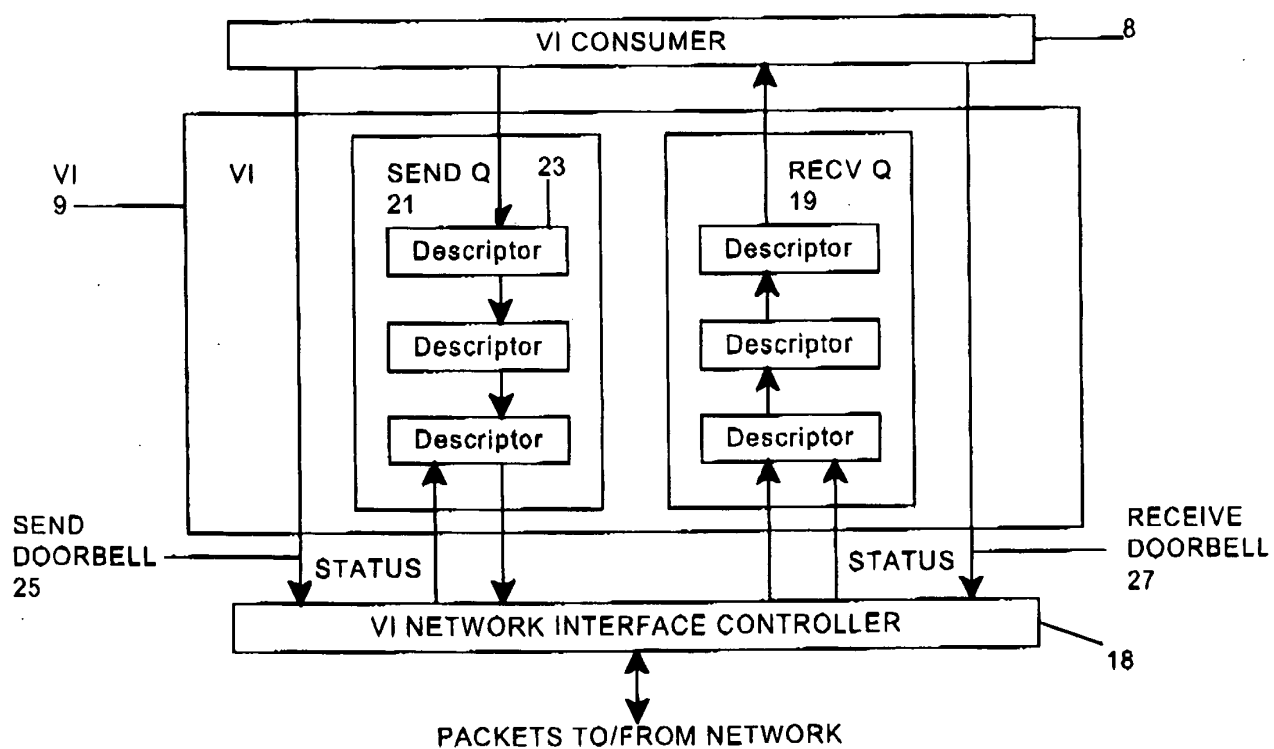 VI CONSUMER
8
VI
9
VI
SEND Q
21
23
RECV Q
19
Descriptor
Descriptor
Descriptor
Descriptor
Descriptor
Descriptor
SEND
DOORBELL
25
STATUS
STATUS
RECEIVE
DOORBELL
27
VI NETWORK INTERFACE CONTROLLER
18
PACKETS TO/FROM NETWORK